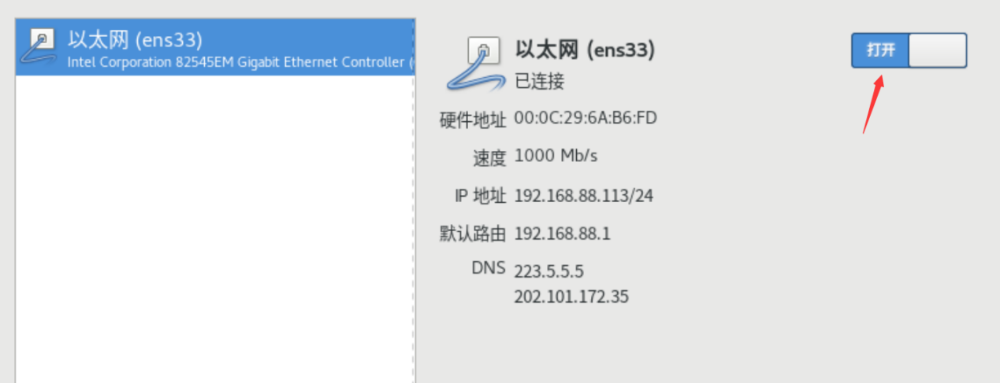 以太网 (ens33)
Intel Corporation 82545EM Gigabit Ethernet Controller (
以太网 (ens33)
已连接
打开
硬件地址 00:0C:29:6A:B6:FD
速度 1000 Mb/s
IP 地址 192.168.88.113/24
默认路由 192.168.88.1
DNS 223.5.5.5
202.101.172.35